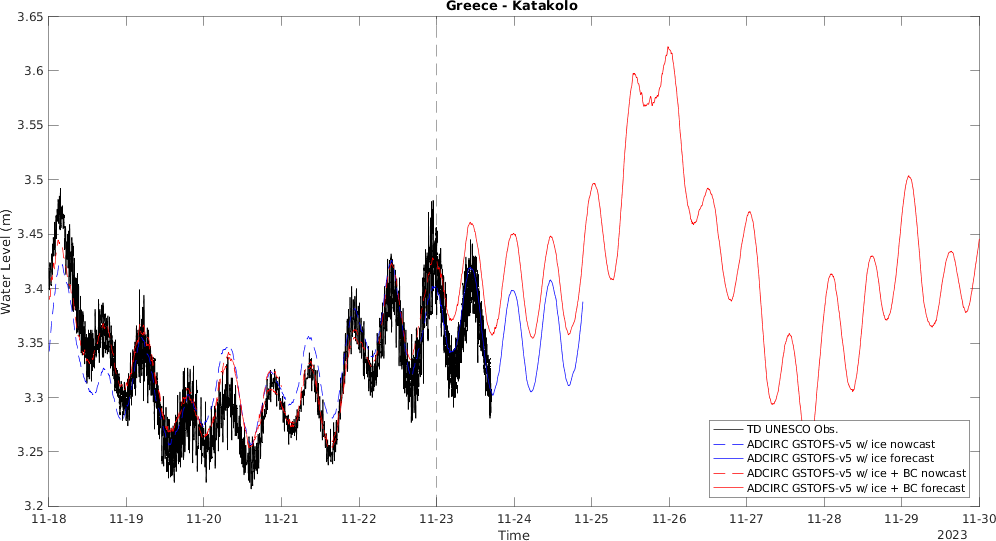 Greece - Katakolo
3.65
3.6
3.55
3.5
3.45
3.4
3.35
3.3
3.25
3.2
Water Level (m)
11-18 11-19 11-20 11-21 11-22 11-23 11-24 11-25 11-26 11-27 11-28 11-29 11-30
Time
2023
TD UNESCO Obs.
ADCIRC GSTOFS-v5 w/ ice nowcast
ADCIRC GSTOFS-v5 w/ ice forecast
ADCIRC GSTOFS-v5 w/ ice + BC nowcast
ADCIRC GSTOFS-v5 w/ ice + BC forecast